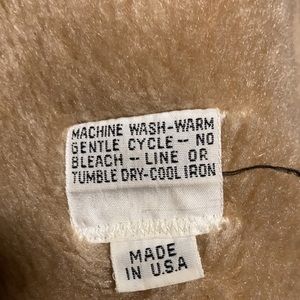 MACHINE WASH-WARM
GENTLE CYCLE-NO
BLEACH-LINE OR
TUMBLE DRY-COOL IRON
MADE
IN U.S.A